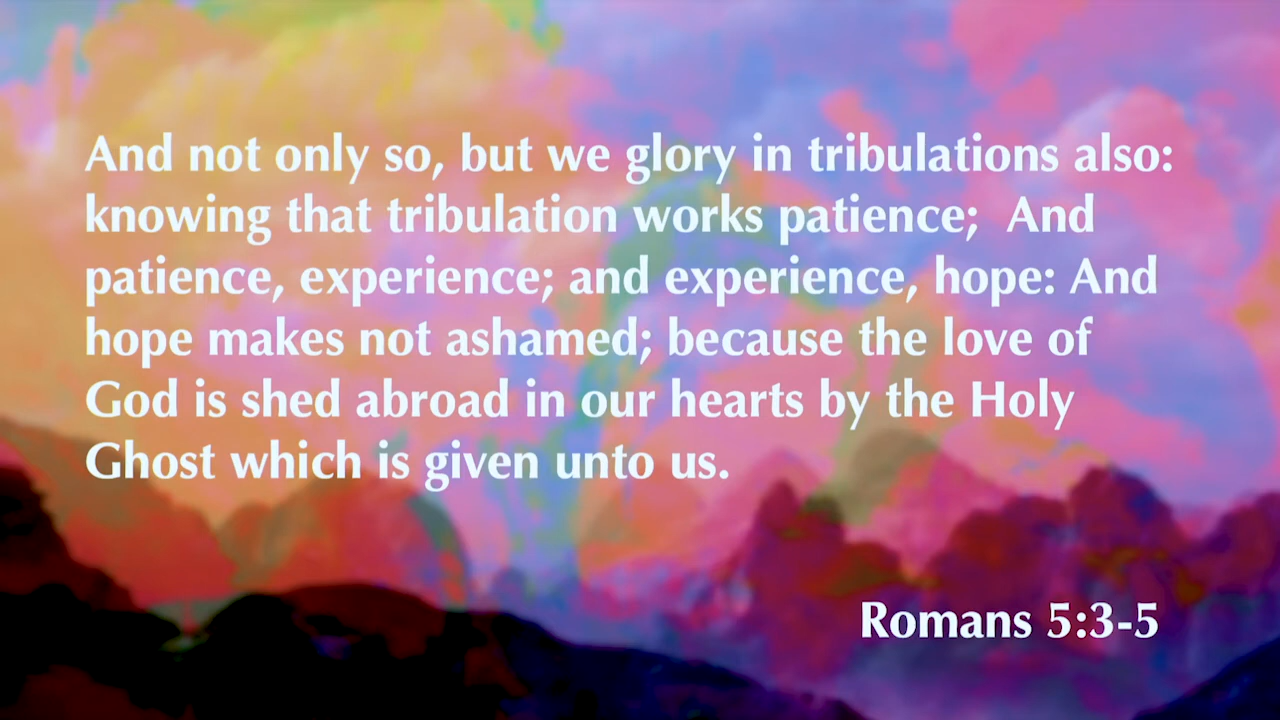 And not only so, but we glory in tribulations also:
knowing that tribulation works patience;  And
patience, experience; and experience, hope: And
hope makes not ashamed; because the love of
God is shed abroad in our hearts by the Holy
Ghost which is given unto us.
Romans 5:3-5